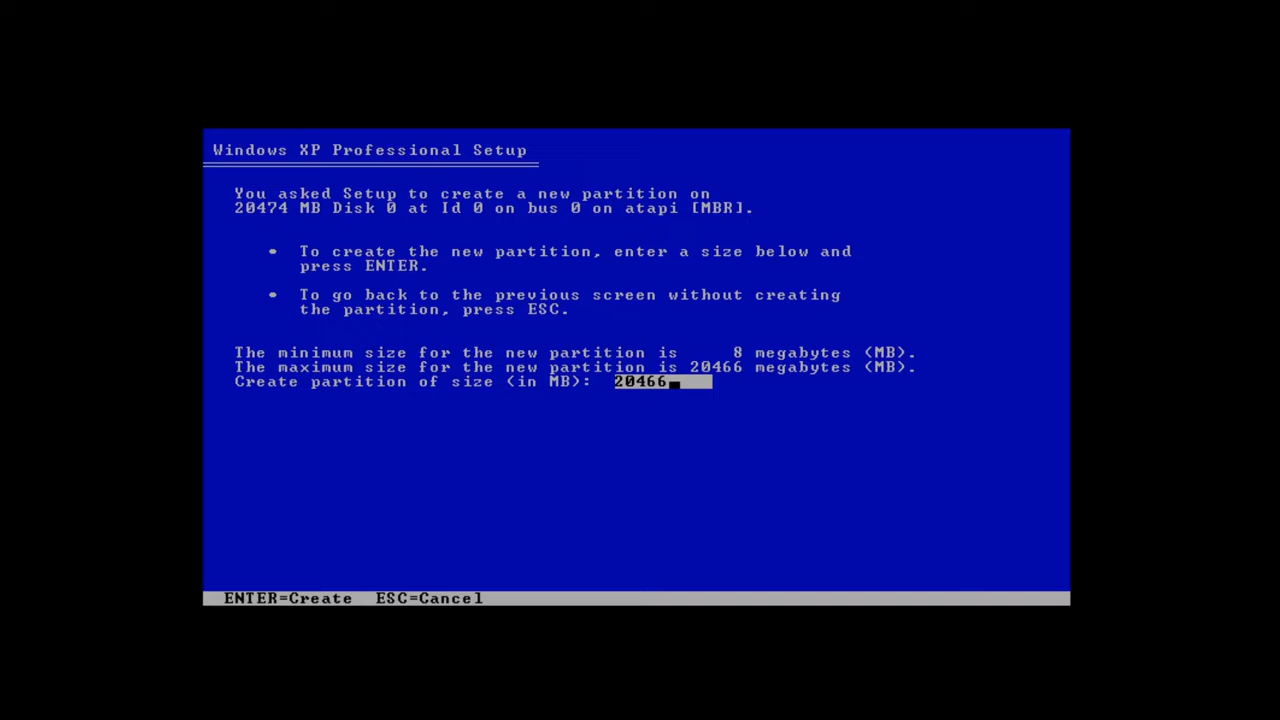 Windows XP Professional Setup
You asked Setup to create a new partition on
20474 MB Disk 0 at Id 0 on bus 0 on atapi [MBR].
• To create the new partition, enter a size below and
press ENTER.
• To go back to the previous screen without creating
the partition, press ESC.
The minimum size for the new partition is     8 megabytes (MB).
The maximum size for the new partition is 20466 megabytes (MB).
Create partition of size (in MB):  20466
ENTER=Create  ESC=Cancel